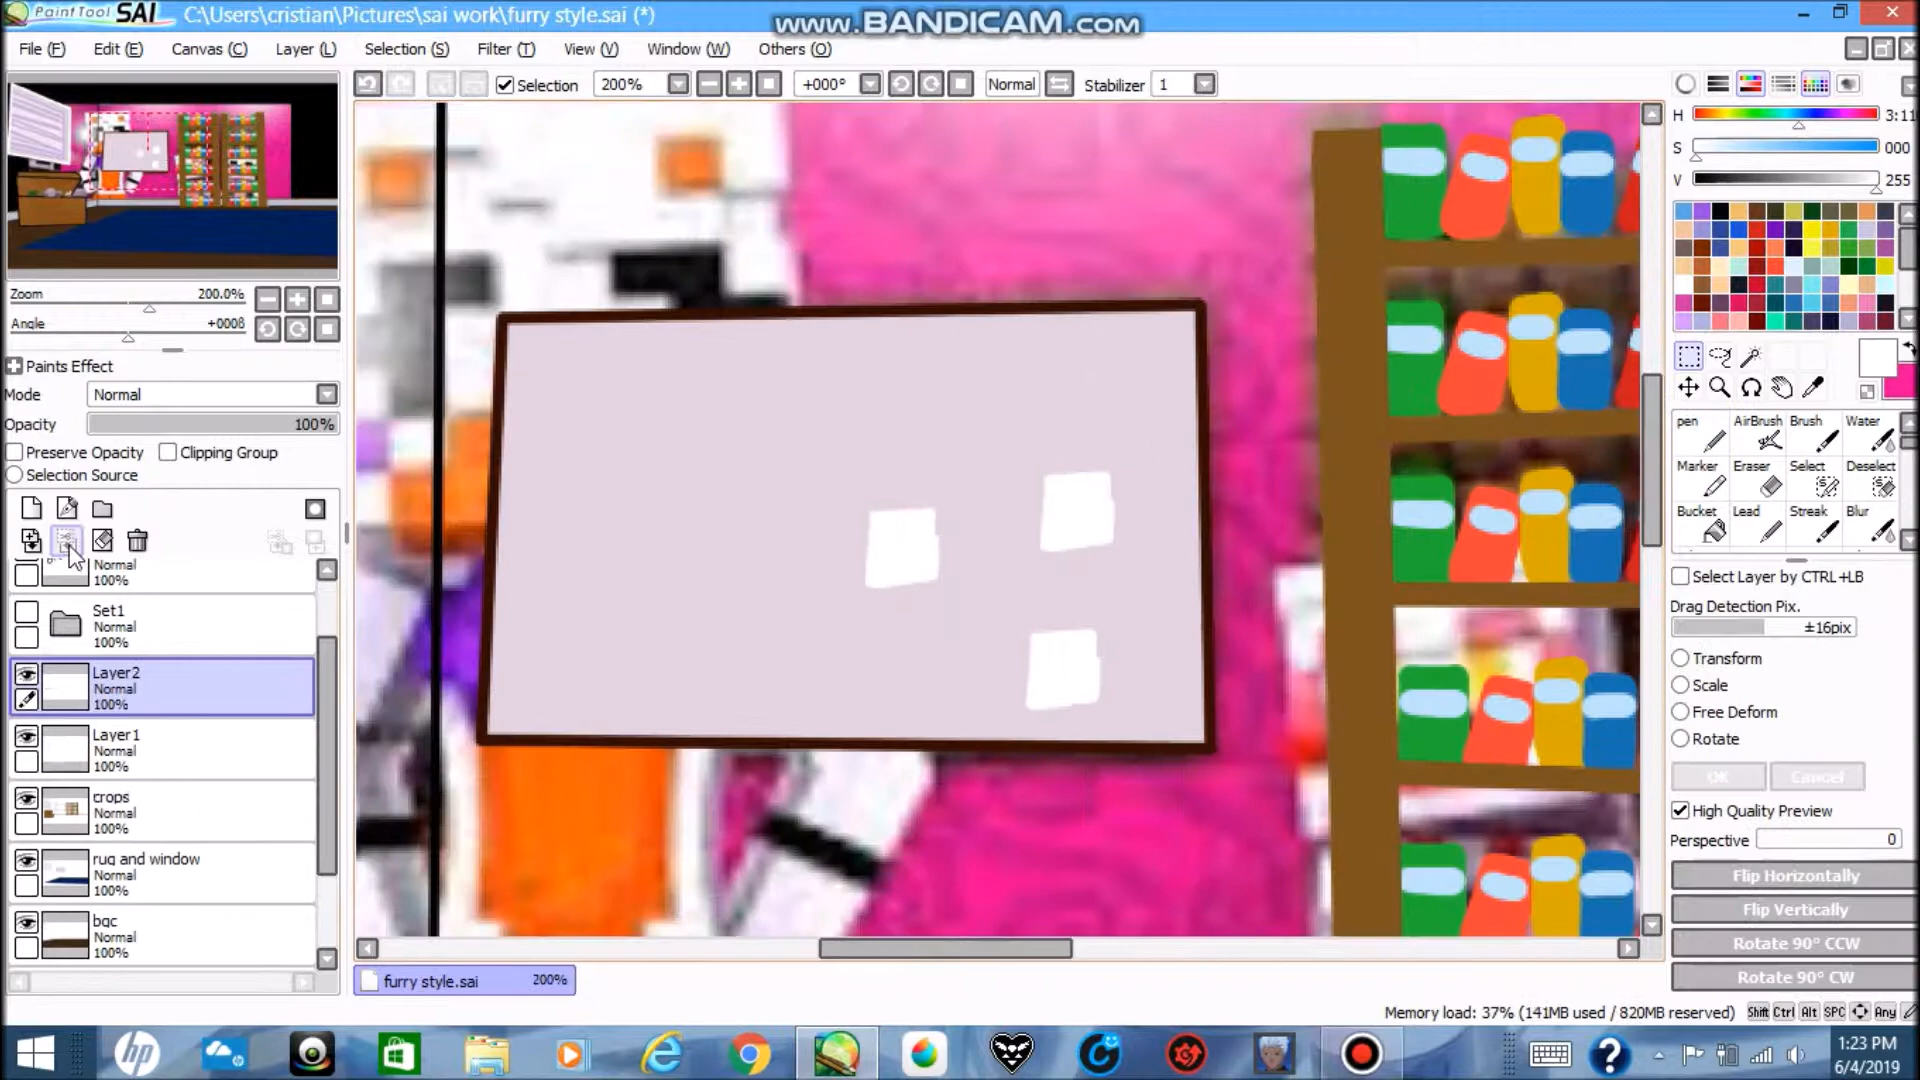 PaintTool SAI C:\Users\cristian\Pictures\sai work\furry style.sai (*)
www.BANDICAM.com
File (F) Edit (E) Canvas (C) Layer (L) Selection (S) Filter (T) View (V) Window (W) Others (O)
Selection 200% +000° Normal Stabilizer 1
H 3:11
S 000
V 255
Zoom 200.0%
Angle +000ß
Paints Effect
Mode Normal
Opacity 100%
Preserve Opacity Clipping Group
Selection Source
Normal
100%
Set1
Normal
100%
Layer2
Normal
100%
Layer1
Normal
100%
crops
Normal
100%
rug and window
Normal
100%
bgc
Normal
100%
pen AirBrush Brush Water
Marker Eraser Select Deselect
Bucket Lead Streak Blur
Select Layer by CTRL+LB
Drag Detection Pix.
±16pix
Transform
Scale
Free Deform
Rotate
OK Cancel
High Quality Preview
Perspective 0
Flip Horizontally
Flip Vertically
Rotate 90° CCW
Rotate 90° CW
furry style.sai 200%
Memory load: 37% (141MB used / 820MB reserved) Shift Ctrl Alt SPC Any
hp
1:23 PM
6/4/2019